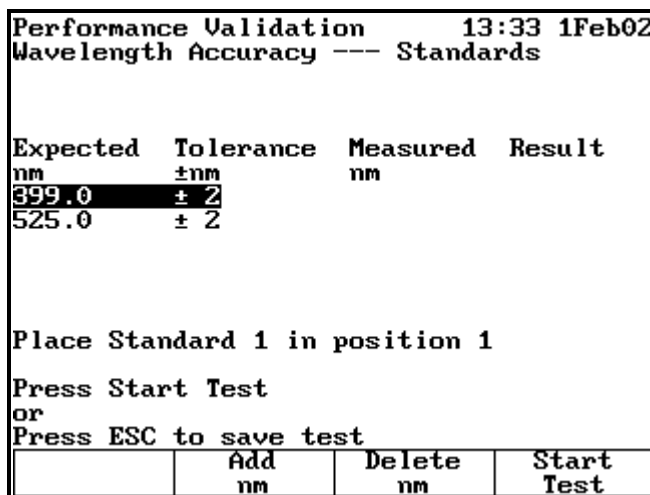 Performance Validation 13:33 1Feb02
Wavelength Accuracy --- Standards
Expected Tolerance Measured Result
nm ±nm nm
399.0 ± 2
525.0 ± 2
Place Standard 1 in position 1
Press Start Test
or
Press ESC to save test
Add Delete Start
nm nm Test